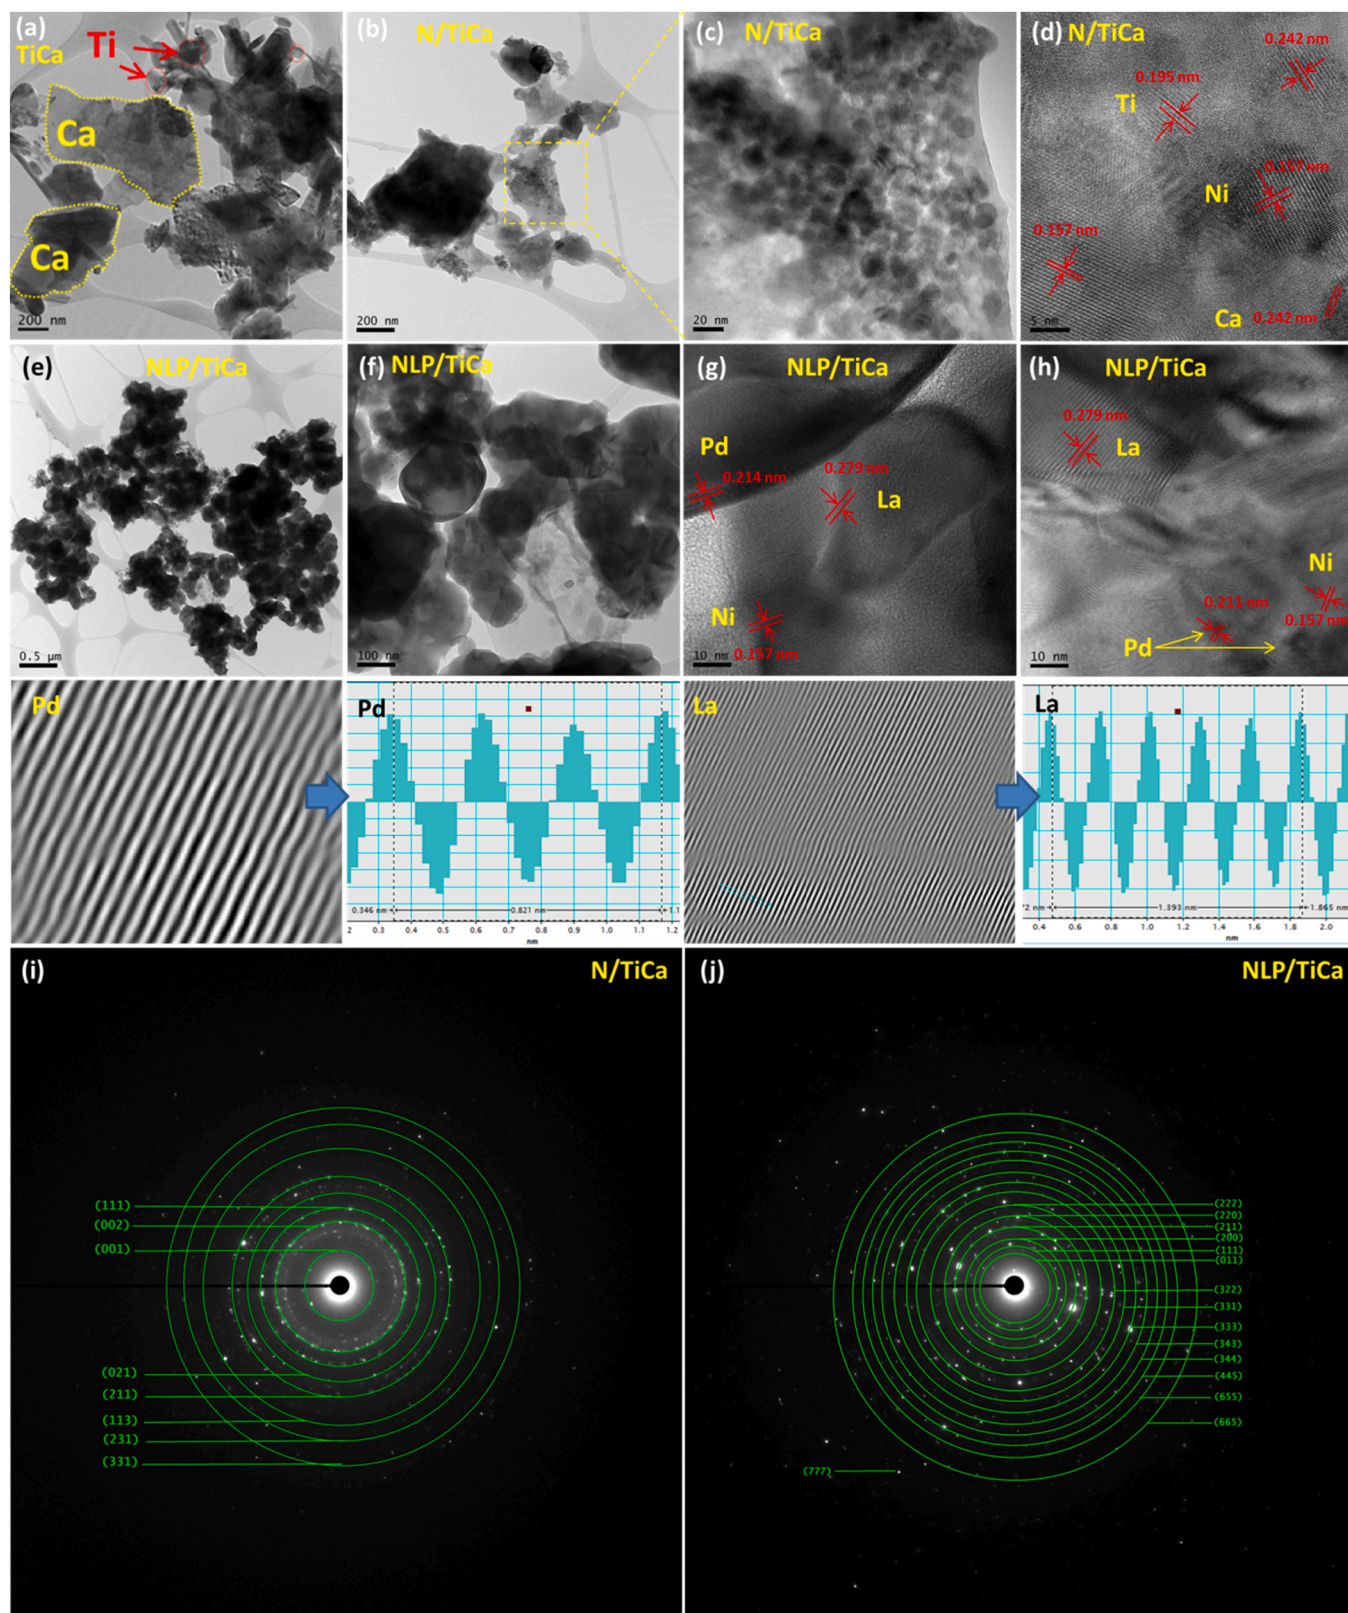 (a)
TiCa
Ti
Ca
Ca
200 nm
(b)
N/TiCa
200 nm
(c)
N/TiCa
20 nm
(d)
N/TiCa
0.242 nm
0.195 nm
Ti
0.157 nm
Ni
0.157 nm
Ca
0.242 nm
5 nm
(e)
NLP/TiCa
0.5 µm
(f)
NLP/TiCa
100 nm
(g)
NLP/TiCa
Pd
0.214 nm
0.279 nm
La
Ni
0.157 nm
10 nm
(h)
NLP/TiCa
0.279 nm
La
Ni
0.211 nm
0.157 nm
Pd
10 nm
Pd
Pd
0.346 nm
0.821 nm
1.1
0.2 0.3 0.4 0.5 0.6 0.7 0.8 0.9 1.0 1.1 1.2
nm
La
La
2 nm
1.393 nm
1.865 nm
0.4 0.6 0.8 1.0 1.2 1.4 1.6 1.8 2.0
nm
(i)
N/TiCa
(111)
(002)
(001)
(021)
(211)
(113)
(231)
(331)
(j)
NLP/TiCa
(222)
(220)
(211)
(200)
(111)
(011)
(322)
(331)
(333)
(343)
(344)
(445)
(655)
(665)
(777)